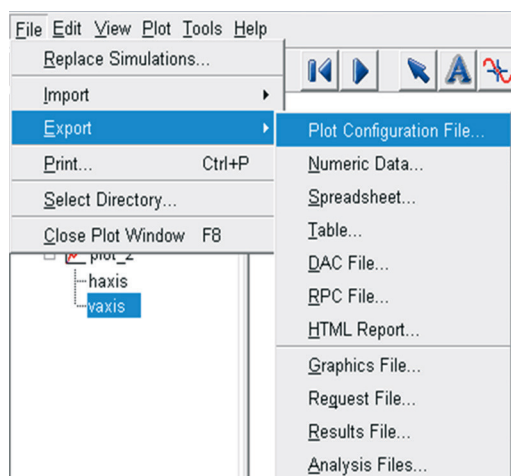 File Edit View Plot Tools Help
Replace Simulations...
Import
Export
Print... Ctrl+P
Select Directory...
Close Plot Window F8
plot_2
haxis
vaxis
A
Plot Configuration File...
Numeric Data...
Spreadsheet...
Table...
DAC File...
RPC File...
HTML Report...
Graphics File...
Request File...
Results File...
Analysis Files...